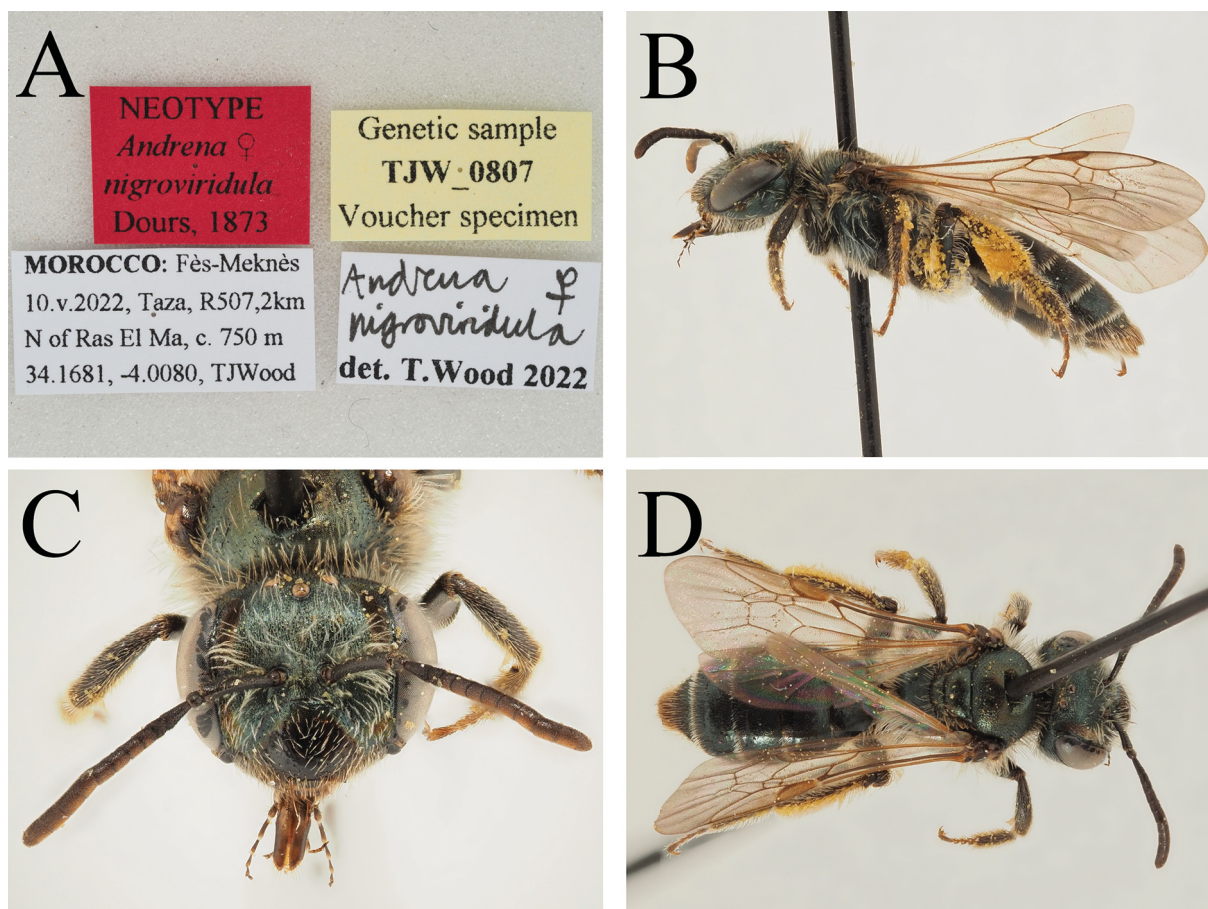 A
NEOTYPE
Andrena ♀
nigroviridula
Dours, 1873
Genetic sample
TJW_0807
Voucher specimen
MOROCCO: Fès-Meknès
10.v.2022, Taza, R507,2km
N of Ras El Ma, c. 750 m
34.1681, -4.0080, TJWood
Andrena ♀
nigroviridula
det. T.Wood 2022
B
C
D